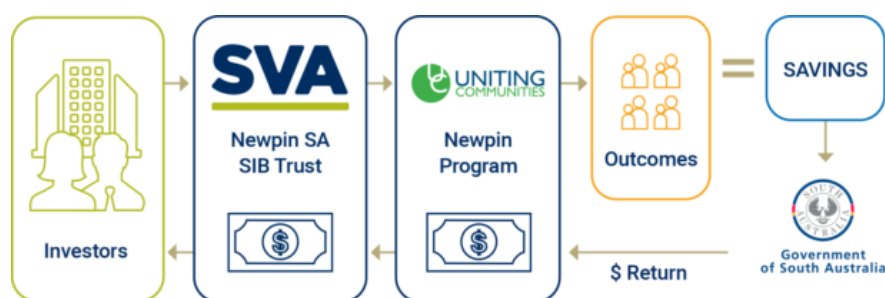 Investors
SVA
Newpin SA
SIB Trust
$
UNITING
COMMUNITIES
Newpin
Program
$
Outcomes
=
SAVINGS
SOUTH
AUSTRALIA
Government
of South Australia
$ Return